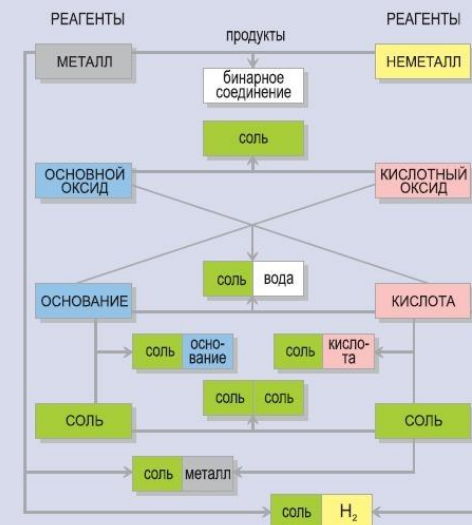 РЕАГЕНТЫ
РЕАГЕНТЫ
продукты
МЕТАЛЛ
НЕМЕТАЛЛ
бинарное
соединение
соль
ОСНОВНОЙ
ОКСИД
КИСЛОТНЫЙ
ОКСИД
соль вода
ОСНОВАНИЕ
КИСЛОТА
соль осно-
вание
соль кисло-
та
соль соль
СОЛЬ
СОЛЬ
соль металл
соль H₂